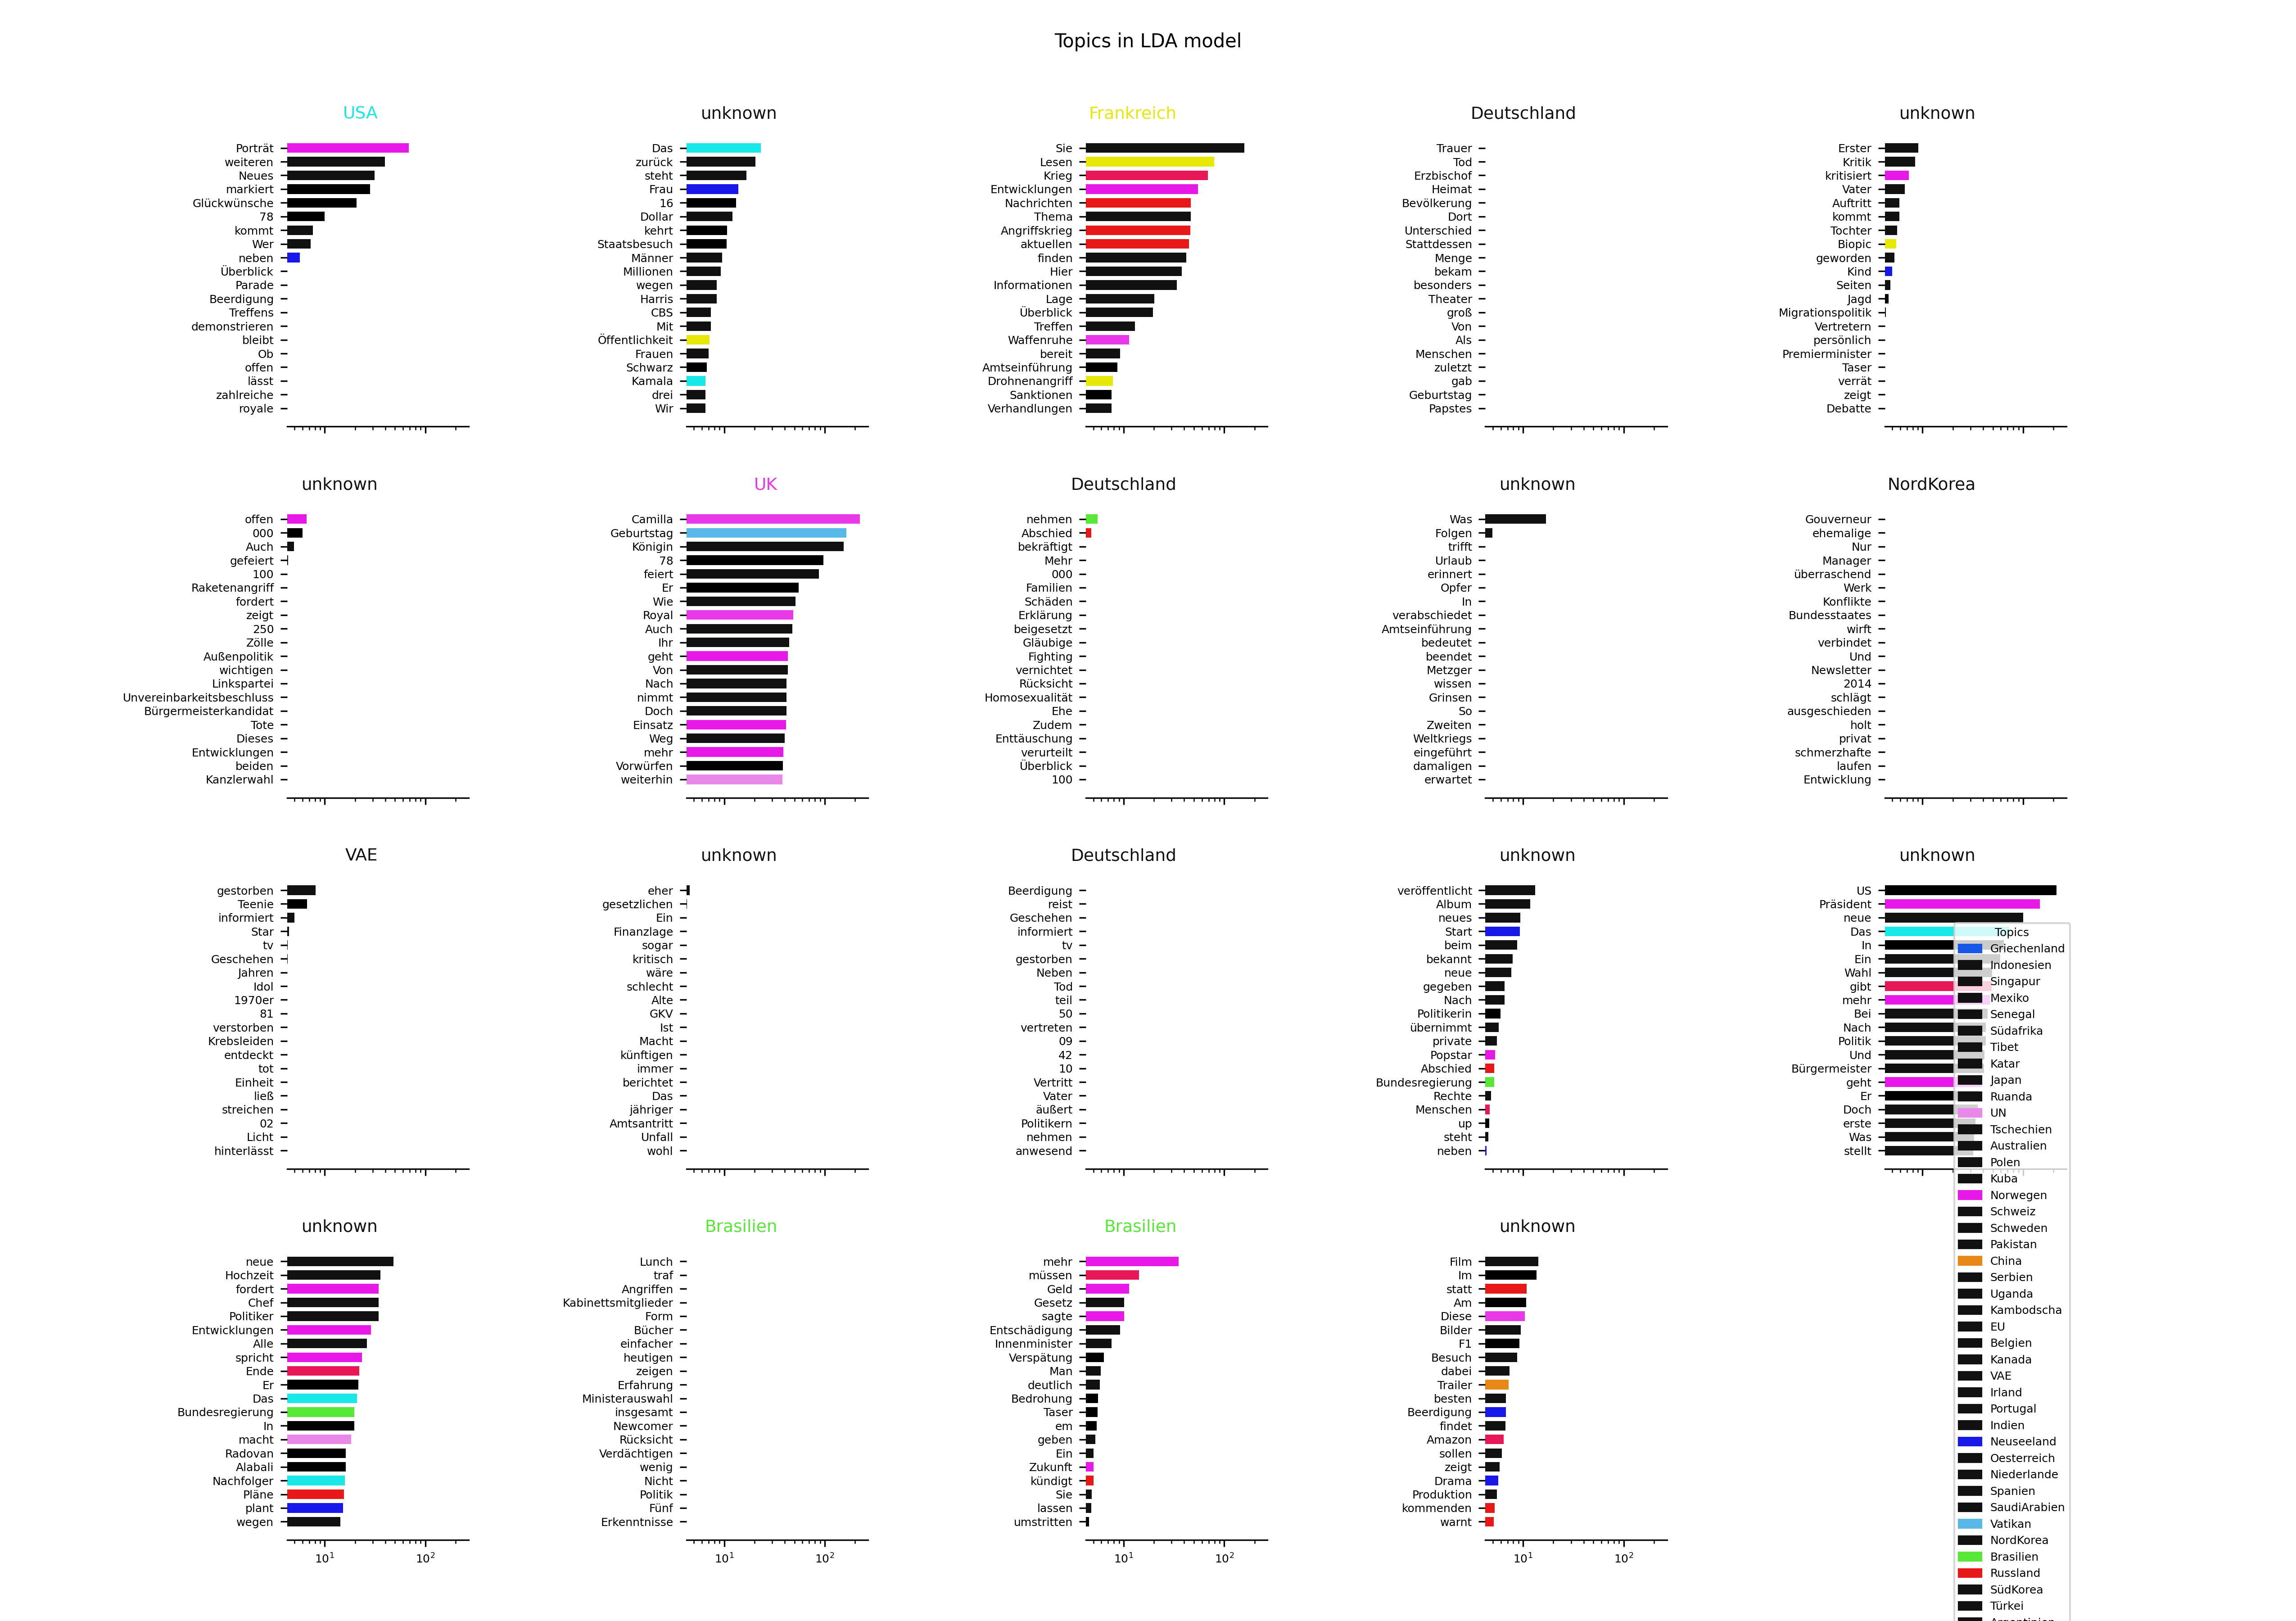 Topics in LDA model
USA
Porträt
weiteren
Neues
markiert
Glückwünsche
78
kommt
Wer
neben
Überblick
Parade
Beerdigung
Treffens
demonstrieren
bleibt
Ob
offen
lässt
zahlreiche
royale
unknown
Das
zurück
steht
Frau
16
Dollar
kehrt
Staatsbesuch
Männer
Millionen
wegen
Harris
CBS
Mit
Öffentlichkeit
Frauen
Schwarz
Kamala
drei
Wir
Frankreich
Sie
Lesen
Krieg
Entwicklungen
Nachrichten
Thema
Angriffskrieg
aktuellen
finden
Hier
Informationen
Lage
Überblick
Treffen
Waffenruhe
bereit
Amtseinführung
Drohnenangriff
Sanktionen
Verhandlungen
Deutschland
Trauer
Tod
Erzbischof
Heimat
Bevölkerung
Dort
Unterschied
Stattdessen
Menge
bekam
besonders
Theater
groß
Von
Als
Menschen
zuletzt
gab
Geburtstag
Papstes
unknown
Erster
Kritik
kritisiert
Vater
Auftritt
kommt
Tochter
Biopic
geworden
Kind
Seiten
Jagd
Migrationspolitik
Vertretern
persönlich
Premierminister
Taser
verrät
zeigt
Debatte
unknown
offen
000
Auch
gefeiert
100
Raketenangriff
fordert
zeigt
250
Zölle
Außenpolitik
wichtigen
Linkspartei
Unvereinbarkeitsbeschluss
Bürgermeisterkandidat
Tote
Dieses
Entwicklungen
beiden
Kanzlerwahl
UK
Camilla
Geburtstag
Königin
78
feiert
Er
Wie
Royal
Auch
Ihr
geht
Von
Nach
nimmt
Doch
Einsatz
Weg
mehr
Vorwürfen
weiterhin
Deutschland
nehmen
Abschied
bekräftigt
Mehr
000
Familien
Schäden
Erklärung
beigesetzt
Gläubige
Fighting
vernichtet
Rücksicht
Homosexualität
Ehe
Zudem
Enttäuschung
verurteilt
Überblick
100
unknown
Was
Folgen
trifft
Urlaub
erinnert
Opfer
In
verabschiedet
Amtseinführung
bedeutet
beendet
Metzger
wissen
Grinsen
So
Zweiten
Weltkriegs
eingeführt
damaligen
erwartet
NordKorea
Gouverneur
ehemalige
Nur
Manager
überraschend
Werk
Konflikte
Bundesstaates
wirft
verbindet
Und
Newsletter
2014
schlägt
ausgeschieden
holt
privat
schmerzhafte
laufen
Entwicklung
VAE
gestorben
Teenie
informiert
Star
tv
Geschehen
Jahren
Idol
1970er
81
verstorben
Krebsleiden
entdeckt
tot
Einheit
ließ
streichen
02
Licht
hinterlässt
unknown
eher
gesetzlichen
Ein
Finanzlage
sogar
kritisch
wäre
schlecht
Alte
GKV
Ist
Macht
künftigen
immer
berichtet
Das
jähriger
Amtsantritt
Unfall
wohl
Deutschland
Beerdigung
reist
Geschehen
informiert
tv
gestorben
Neben
Tod
teil
50
vertreten
09
42
10
Vertritt
Vater
äußert
Politikern
nehmen
anwesend
unknown
veröffentlicht
Album
neues
Start
beim
bekannt
neue
gegeben
Nach
Politikerin
übernimmt
private
Popstar
Abschied
Bundesregierung
Rechte
Menschen
up
steht
neben
unknown
US
Präsident
neue
Das
In
Ein
Wahl
gibt
mehr
Bei
Nach
Politik
Und
Bürgermeister
geht
Er
Doch
erste
Was
stellt
unknown
neue
Hochzeit
fordert
Chef
Politiker
Entwicklungen
Alle
spricht
Ende
Er
Das
Bundesregierung
In
macht
Radovan
Alabali
Nachfolger
Pläne
plant
wegen
10¹ 10²
Brasilien
Lunch
traf
Angriffen
Kabinettsmitglieder
Form
Bücher
einfacher
heutigen
zeigen
Erfahrung
Ministerauswahl
insgesamt
Newcomer
Rücksicht
Verdächtigen
wenig
Nicht
Politik
Fünf
Erkenntnisse
10¹ 10²
Brasilien
mehr
müssen
Geld
Gesetz
sagte
Entschädigung
Innenminister
Verspätung
Man
deutlich
Bedrohung
Taser
em
geben
Ein
Zukunft
kündigt
Sie
lassen
umstritten
10¹ 10²
unknown
Film
Im
statt
Am
Diese
Bilder
F1
Besuch
dabei
Trailer
besten
Beerdigung
findet
Amazon
sollen
zeigt
Drama
Produktion
kommenden
warnt
10¹ 10²
Topics
Griechenland
Indonesien
Singapur
Mexiko
Senegal
Südafrika
Tibet
Katar
Japan
Ruanda
UN
Tschechien
Australien
Polen
Kuba
Norwegen
Schweiz
Schweden
Pakistan
China
Serbien
Uganda
Kambodscha
EU
Belgien
Kanada
VAE
Irland
Portugal
Indien
Neuseeland
Oesterreich
Niederlande
Spanien
SaudiArabien
Vatikan
NordKorea
Brasilien
Russland
SüdKorea
Türkei